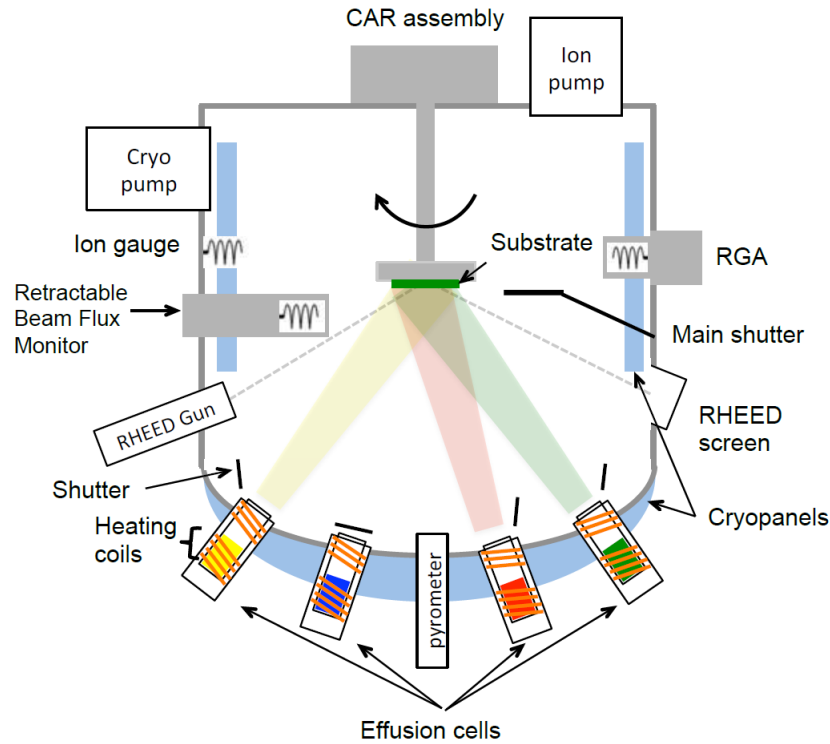 CAR assembly
Ion
pump
Cryo
pump
Ion gauge
Substrate
RGA
Retractable
Beam Flux
Monitor
Main shutter
RHEED Gun
RHEED
screen
Shutter
Heating
coils
Cryopanels
pyrometer
Effusion cells